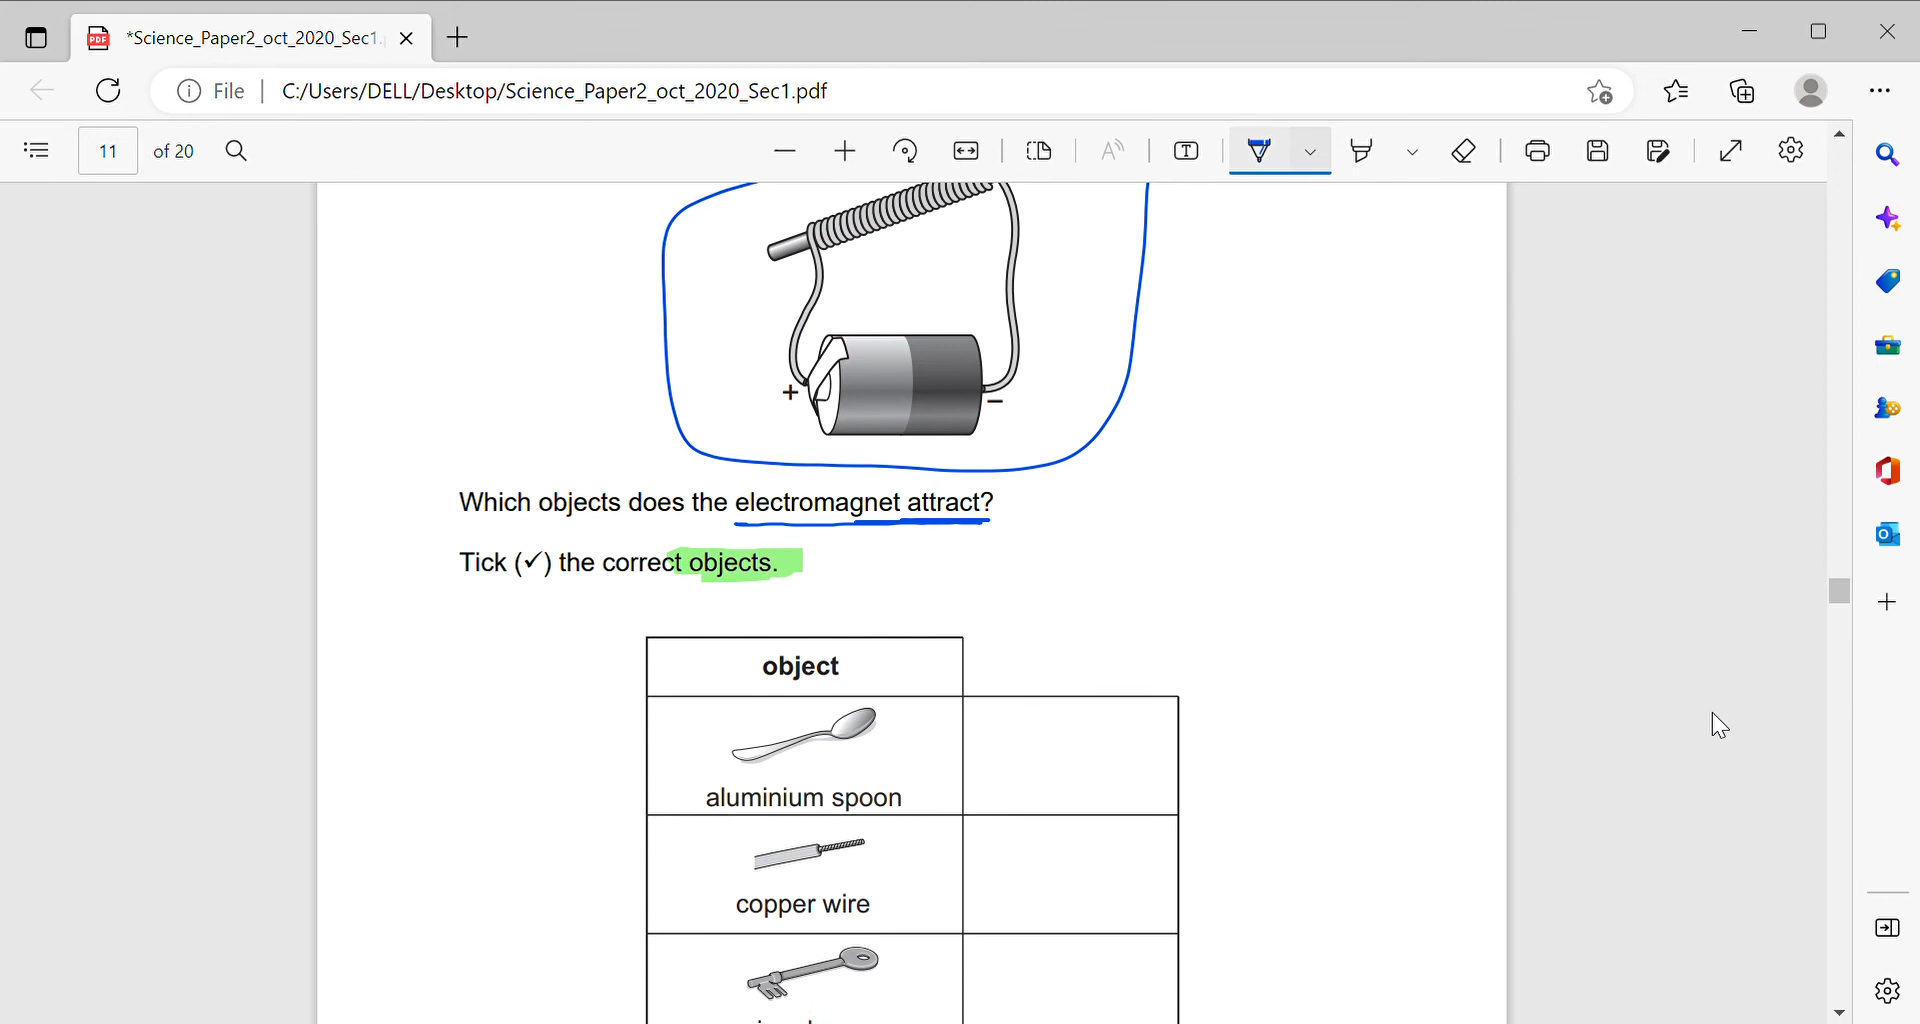 *Science_Paper2_oct_2020_Sec1.
File
C:/Users/DELL/Desktop/Science_Paper2_oct_2020_Sec1.pdf
11 of 20
+
−
Which objects does the electromagnet attract?
Tick (✓) the correct objects.
object
aluminium spoon
copper wire